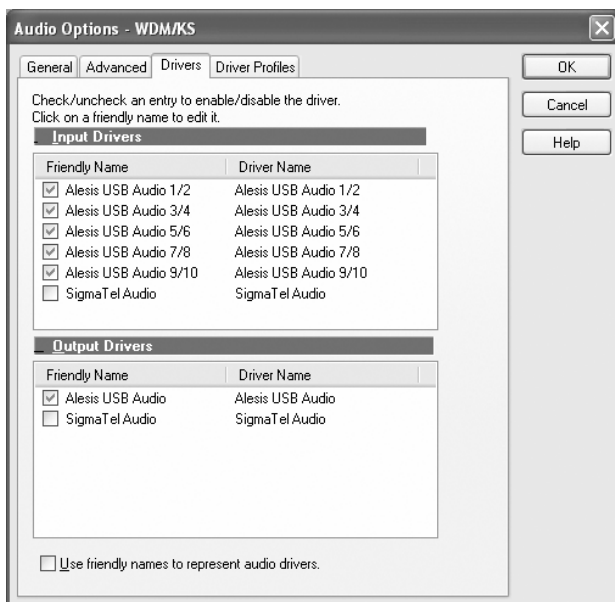 Audio Options - WDM/KS
General Advanced Drivers Driver Profiles
OK
Cancel
Help
Check/uncheck an entry to enable/disable the driver.
Click on a friendly name to edit it.
Input Drivers
Friendly Name Driver Name
Alesis USB Audio 1/2 Alesis USB Audio 1/2
Alesis USB Audio 3/4 Alesis USB Audio 3/4
Alesis USB Audio 5/6 Alesis USB Audio 5/6
Alesis USB Audio 7/8 Alesis USB Audio 7/8
Alesis USB Audio 9/10 Alesis USB Audio 9/10
SigmaTel Audio SigmaTel Audio
Output Drivers
Friendly Name Driver Name
Alesis USB Audio Alesis USB Audio
SigmaTel Audio SigmaTel Audio
Use friendly names to represent audio drivers.